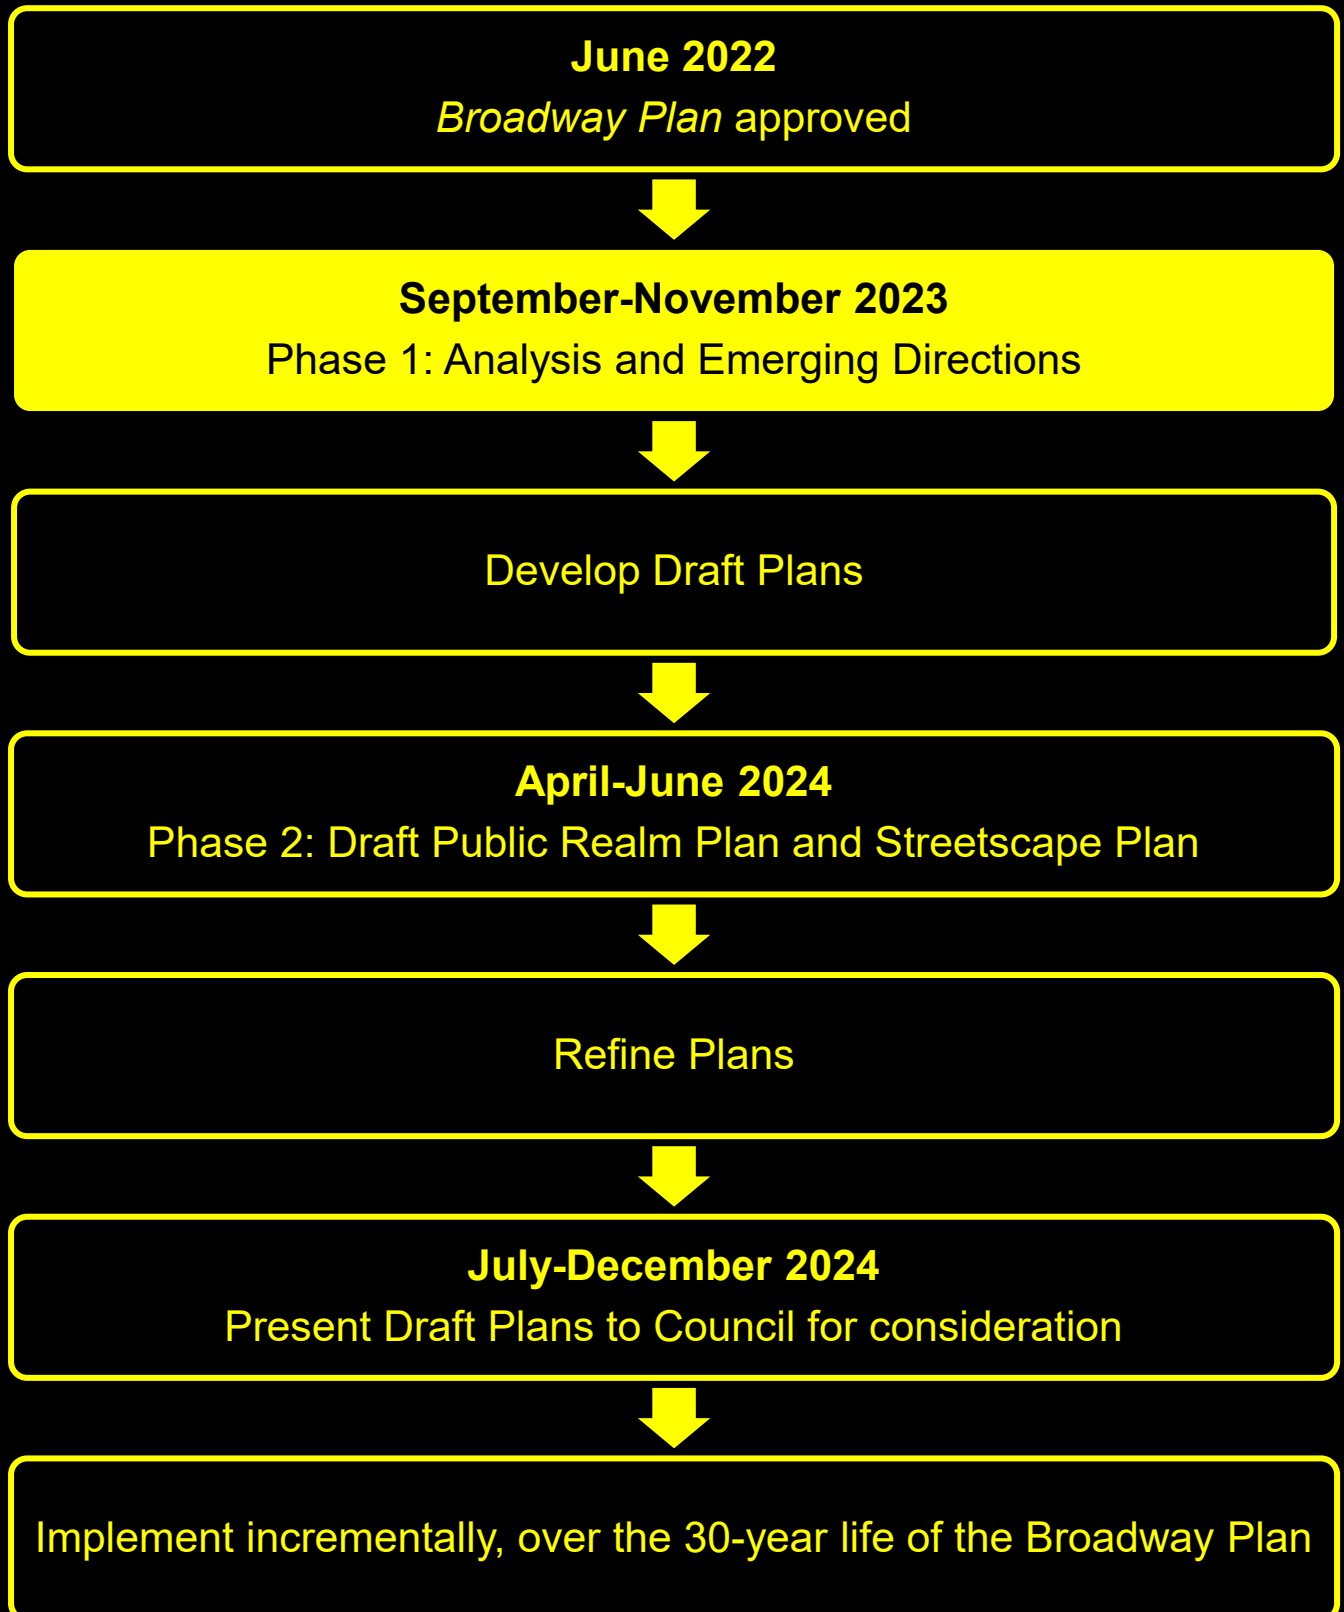 June 2022
Broadway Plan approved
September-November 2023
Phase 1: Analysis and Emerging Directions
Develop Draft Plans
April-June 2024
Phase 2: Draft Public Realm Plan and Streetscape Plan
Refine Plans
July-December 2024
Present Draft Plans to Council for consideration
Implement incrementally, over the 30-year life of the Broadway Plan